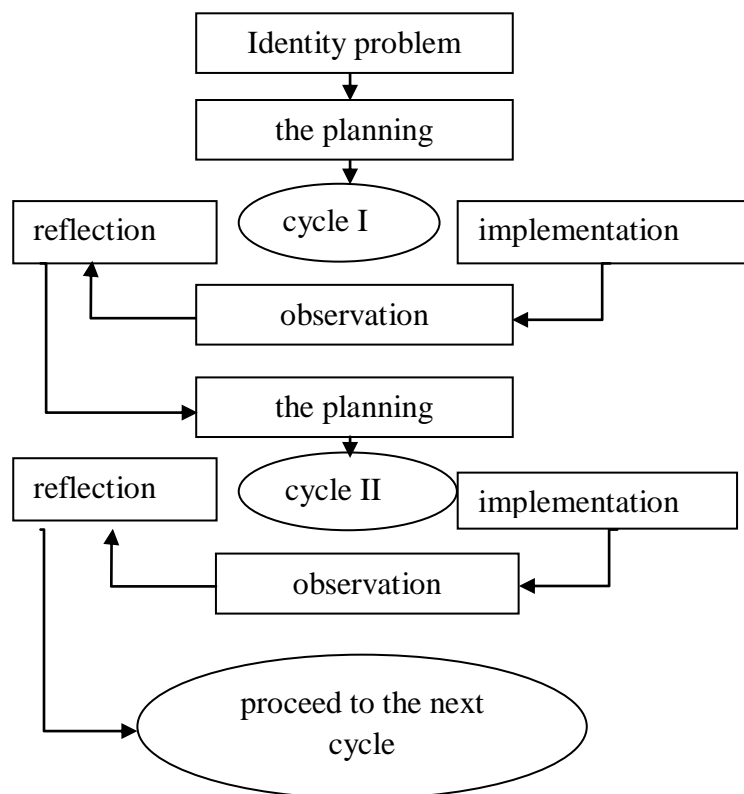 Identity problem
the planning
cycle I
reflection
implementation
observation
the planning
cycle II
reflection
implementation
observation
proceed to the next
cycle